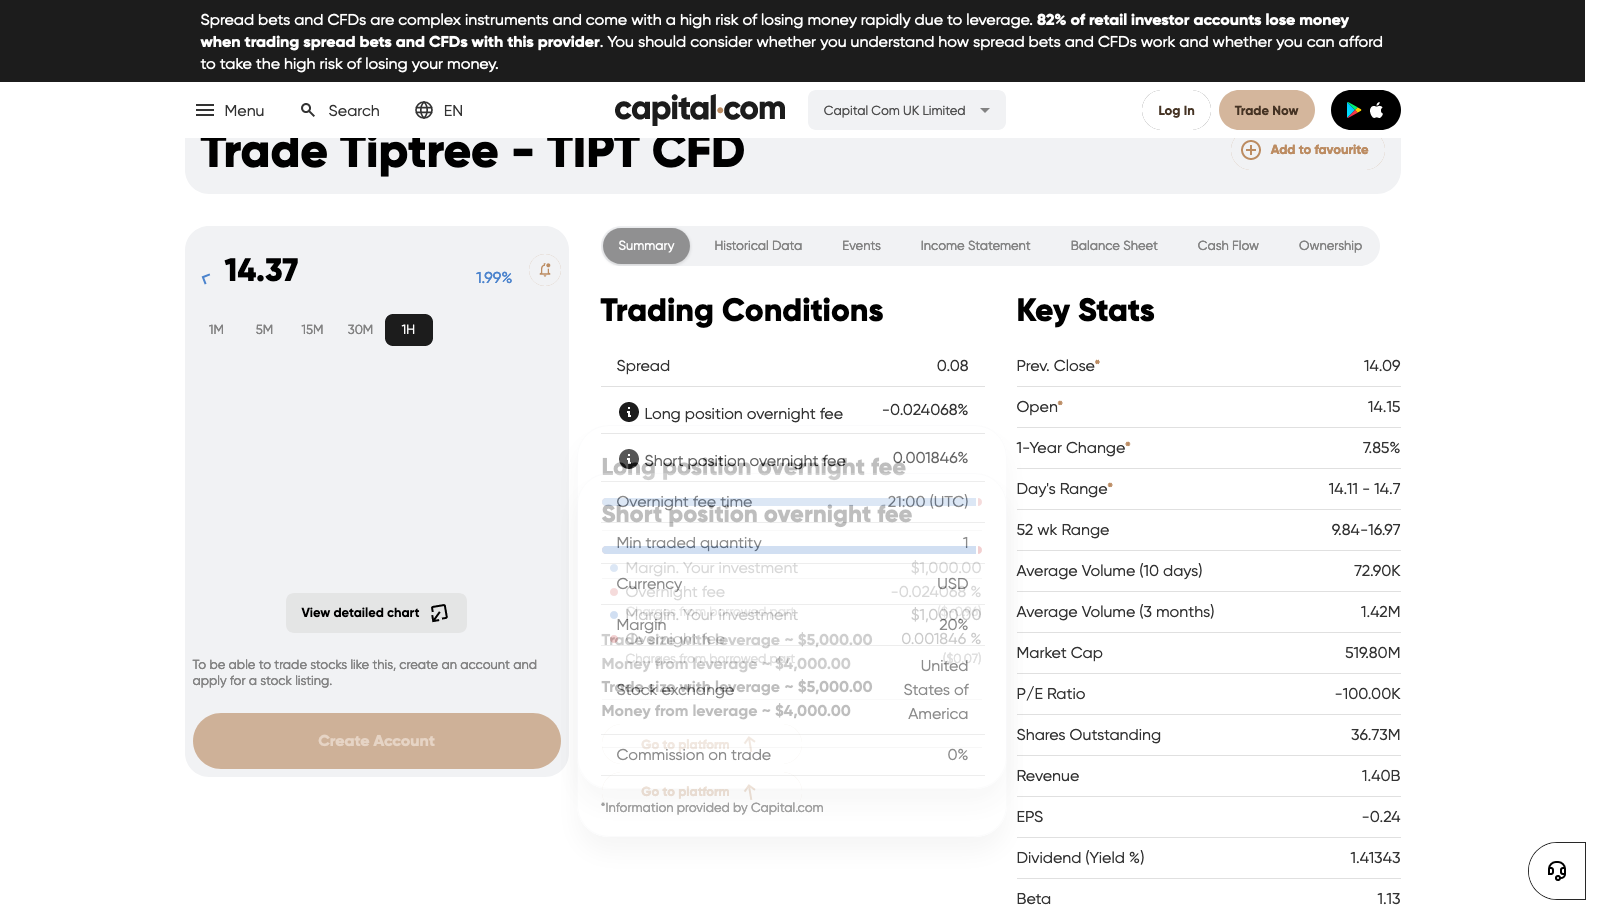 Spread bets and CFDs are complex instruments and come with a high risk of losing money rapidly due to leverage. 82% of retail investor accounts lose money
when trading spread bets and CFDs with this provider. You should consider whether you understand how spread bets and CFDs work and whether you can afford
to take the high risk of losing your money.
Menu Search EN capital.com Capital Com UK Limited Log In Trade Now
Trade Tiptree - TIPT CFD
Add to favourite
14.37
1.99%
1M 5M 15M 30M 1H
View detailed chart
To be able to trade stocks like this, create an account and
apply for a stock listing.
Create Account
Summary Historical Data Events Income Statement Balance Sheet Cash Flow Ownership
Trading Conditions
Spread 0.08
Long position overnight fee -0.024068%
Short position overnight fee 0.001846%
Long position overnight fee
Overnight fee time 21:00 (UTC)
Short position overnight fee
Min traded quantity 1
Margin. Your investment $1,000.00
Currency USD
Overnight fee -0.024068 %
Charges from borrowed part
Margin. Your investment $1,000.00
Margin 20%
Overnight fee 0.001846 %
Trade size with leverage ~ $5,000.00
Charges from borrowed part ($0.07)
Money from leverage ~ $4,000.00
Stock exchange United States of America
Trade size with leverage ~ $5,000.00
Money from leverage ~ $4,000.00
Go to platform
Commission on trade 0%
Go to platform
*Information provided by Capital.com
Key Stats
Prev. Close* 14.09
Open* 14.15
1-Year Change* 7.85%
Day's Range* 14.11 - 14.7
52 wk Range 9.84-16.97
Average Volume (10 days) 72.90K
Average Volume (3 months) 1.42M
Market Cap 519.80M
P/E Ratio -100.00K
Shares Outstanding 36.73M
Revenue 1.40B
EPS -0.24
Dividend (Yield %) 1.41343
Beta 1.13